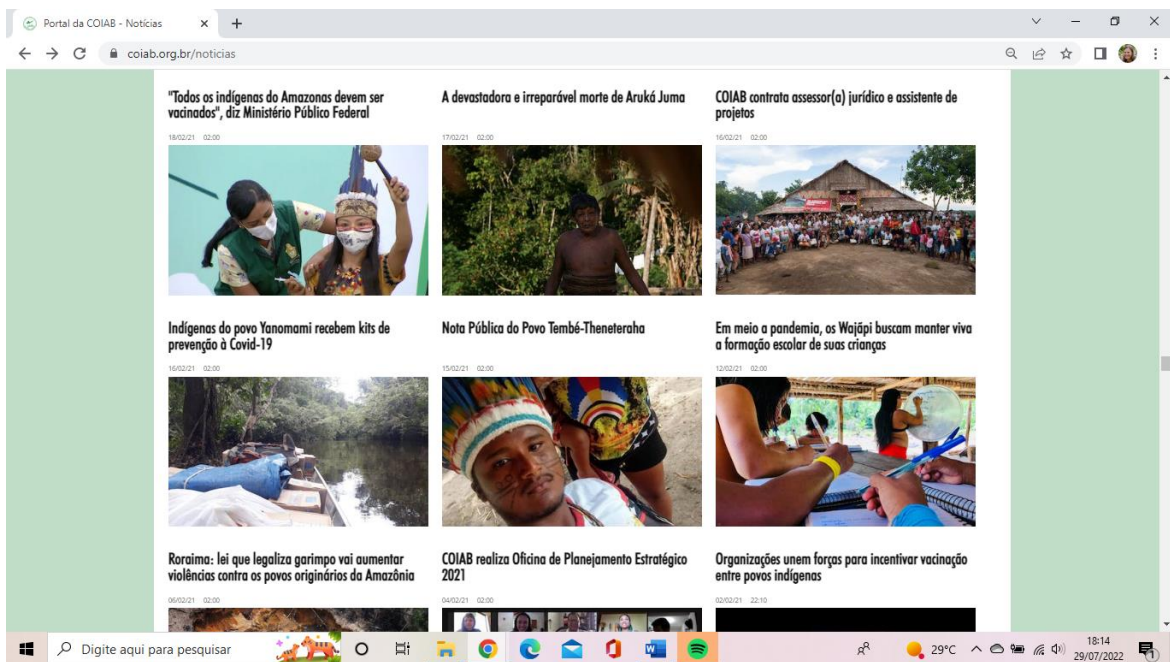 Portal da COIAB - Notícias
coiab.org.br/noticias
"Todos os indígenas do Amazonas devem ser
vacinados", diz Ministério Público Federal
18/02/21 02:00
A devastadora e irreparável morte de Aruká Juma
17/02/21 02:00
COIAB contrata assessor(a) jurídico e assistente de
projetos
16/02/21 02:00
Indígenas do povo Yanomami recebem kits de
prevenção à Covid-19
16/02/21 02:00
Nota Pública do Povo Tembé-Theneteraha
15/02/21 02:00
Em meio a pandemia, os Wajãpi buscam manter viva
a formação escolar de suas crianças
12/02/21 02:00
Roraima: lei que legaliza garimpo vai aumentar
violências contra os povos originários da Amazônia
06/02/21 02:00
COIAB realiza Oficina de Planejamento Estratégico
2021
04/02/21 02:00
Organizações unem forças para incentivar vacinação
entre povos indígenas
02/02/21 22:10
Digite aqui para pesquisar
29°C
18:14
29/07/2022